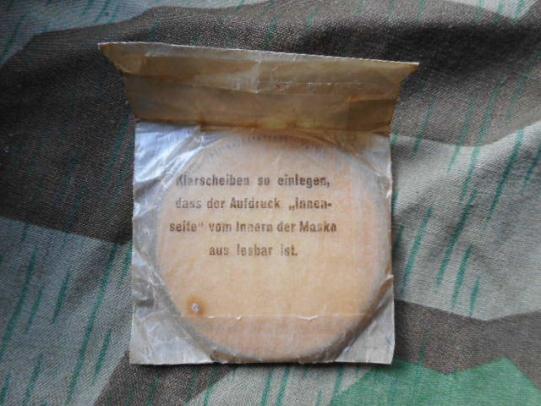 Klarscheiben so einlegen,
dass der Aufdruck „Innen-
seite“ vom Innern der Maske
aus lesbar ist.